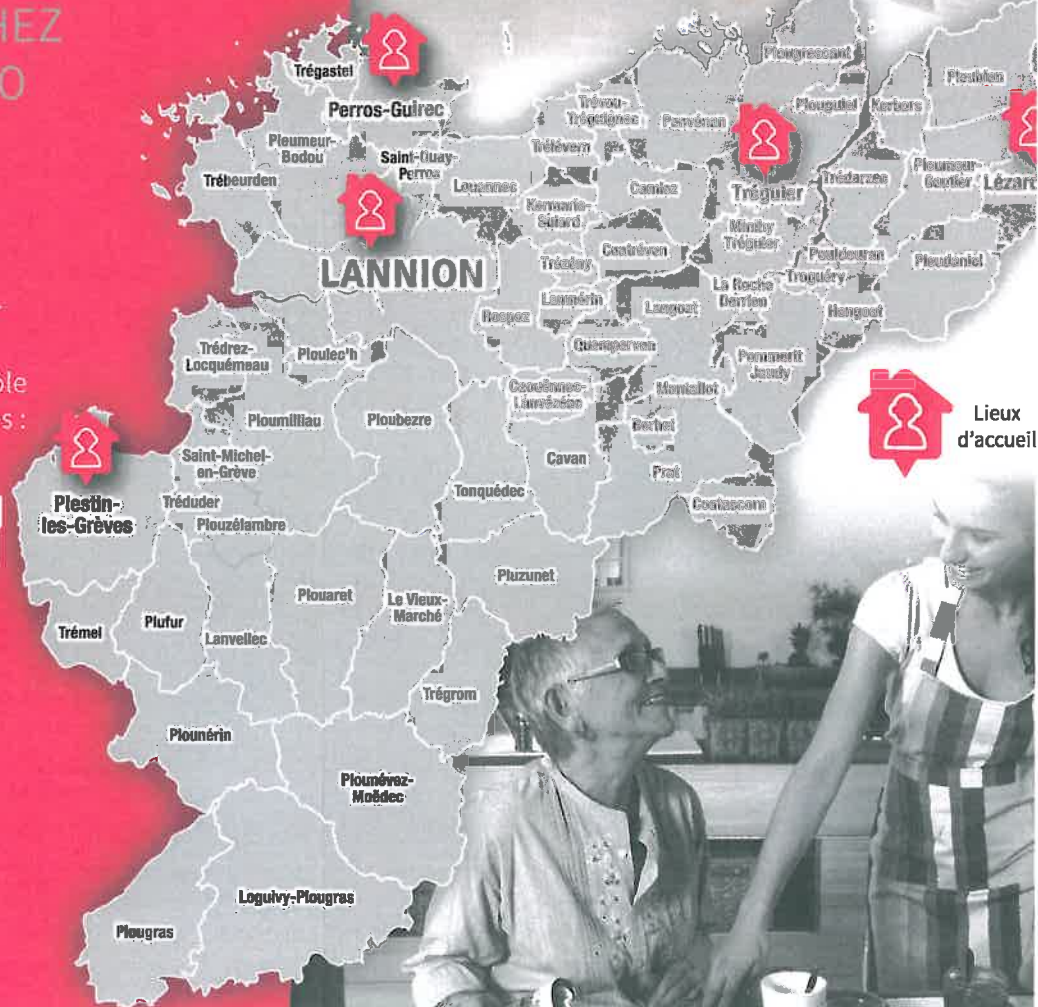 HEZ
O
ple
s :
Trégastel
Perros-Guirec
Pleumeur-
Bodou
Saint-Quay-
Perros
Trébeurden
Louannec
Trévou-
Tréguignec
Trélévern
Kermaria-
Sulard
Penvénan
Camlez
Plougrescant
Plouguiel
Kerbors
Pleubian
Tréguier
Trédarzec
Pleumeur
Gautier
Lézard
Minihy
Tréguier
Pouldouran
Troguéry
Pleudaniel
Hengoat
LANNION
Trézény
Coatréven
Lanmérin
Langoat
La Roche
Derrien
Rospez
Quemperven
Pommerit
Jaudy
Trédrez-
Locquémeau
Ploulec'h
Caouënnec-
Lanvézéac
Mantallot
Berhet
Ploumilliau
Ploubezre
Cavan
Prat
Coatascorn
Saint-Michel-
en-Grève
Tonquédec
Plestin-
les-Grèves
Tréduder
Plouzélambre
Pluzunet
Plouaret
Le Vieux-
Marché
Trémel
Plufur
Lanvellec
Trégrom
Plounérin
Plounévez-
Moëdec
Loguivy-Plougras
Plougras
Lieux
d'accueil